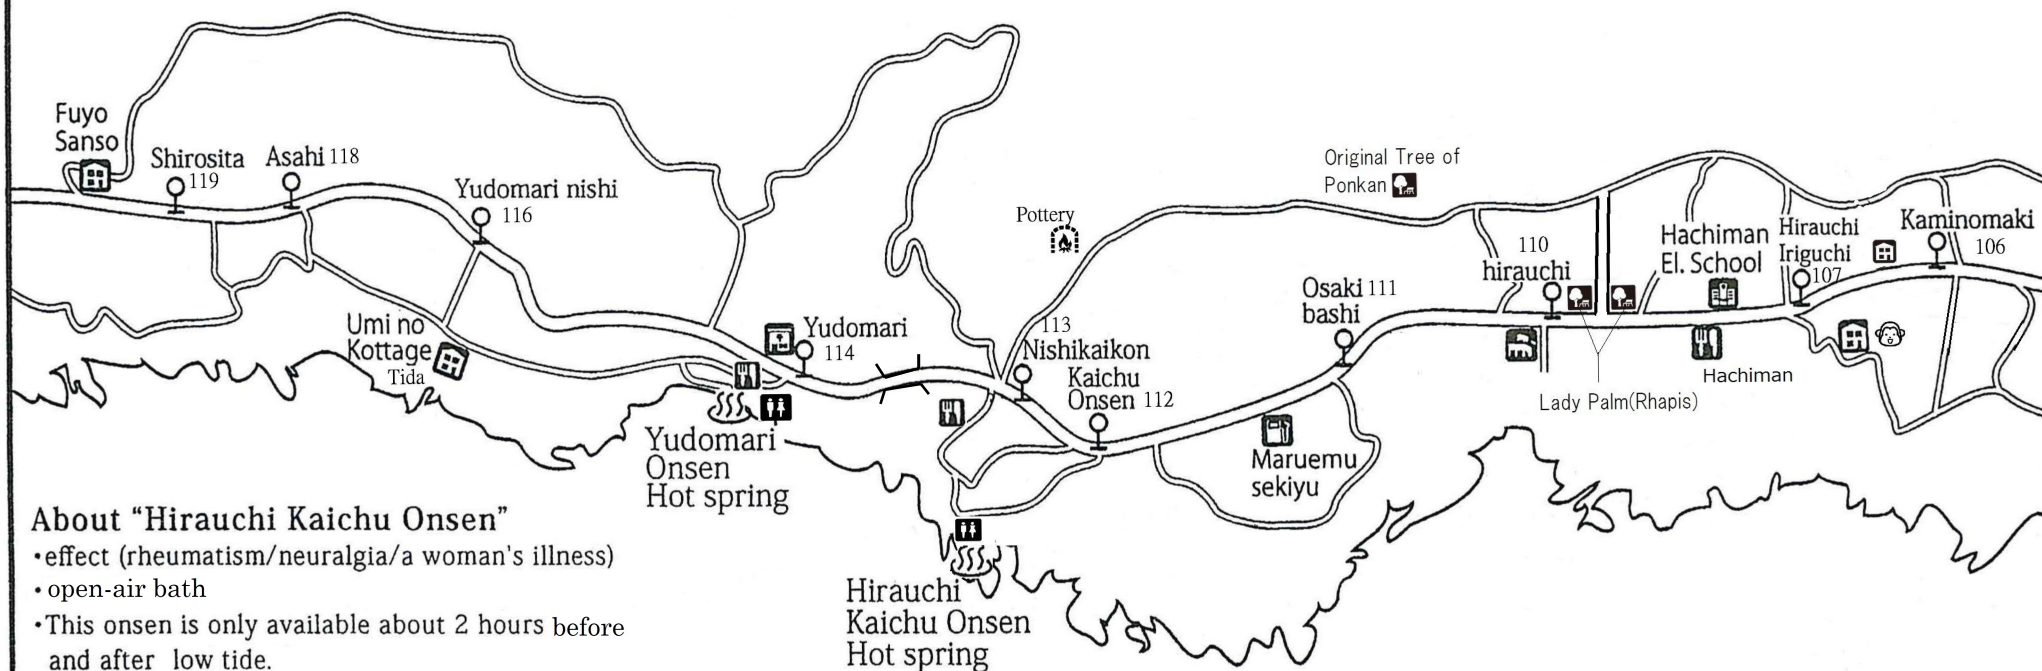 Fuyo
Sanso
Shirosita
119
Asahi 118
Yudomari nishi
116
Umi no
Kottage
Tida
Yudomari
114
Yudomari
Onsen
Hot spring
Pottery
113
Nishikaikon
Kaichu
Onsen 112
Hirauchi
Kaichu Onsen
Hot spring
Original Tree of
Ponkan
Osaki 111
bashi
Maruemu
sekiyu
110
hirauchi
Lady Palm(Rhapis)
Hachiman
El. School
Hachiman
Hirauchi
Iriguchi
107
Kaminomaki
106
About “Hirauchi Kaichu Onsen”
･effect (rheumatism/neuralgia/a woman's illness)
･open-air bath
･This onsen is only available about 2 hours before
and after low tide.